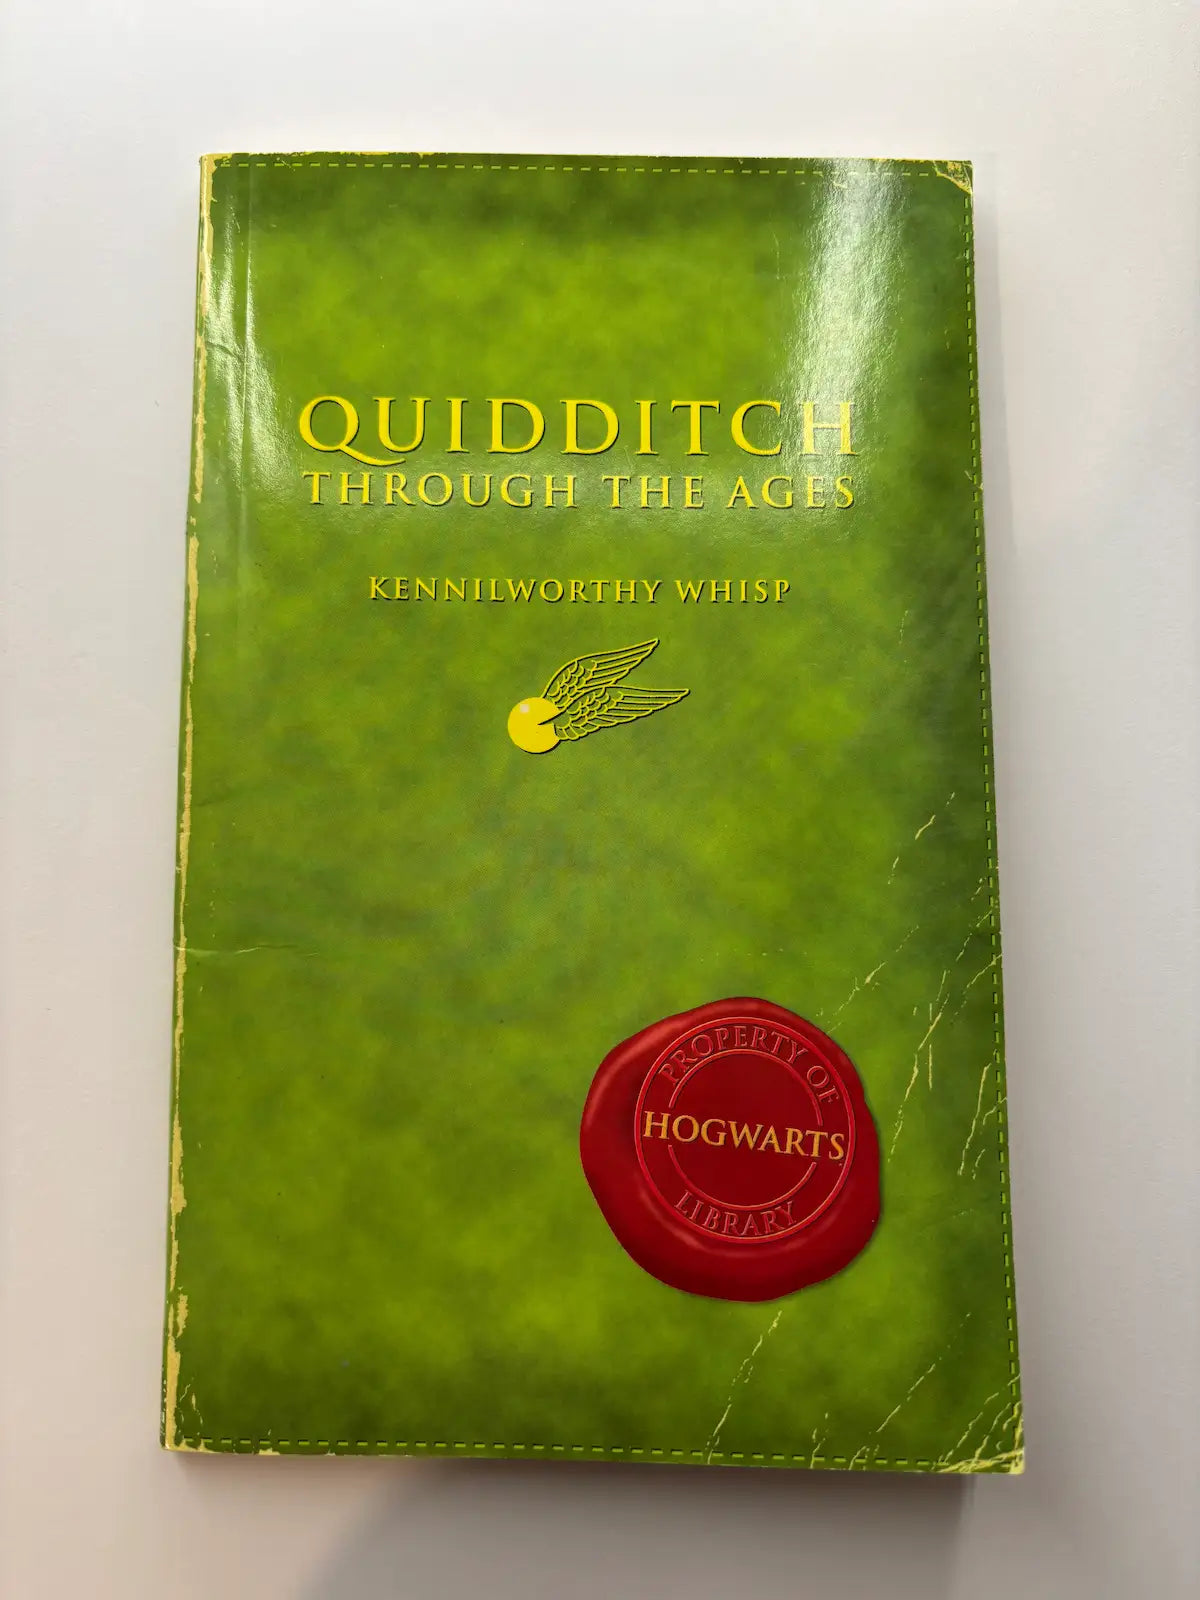 QUIDDITCH
THROUGH THE AGES
KENNILWORTHY WHISP
PROPERTY OF
HOGWARTS
LIBRARY